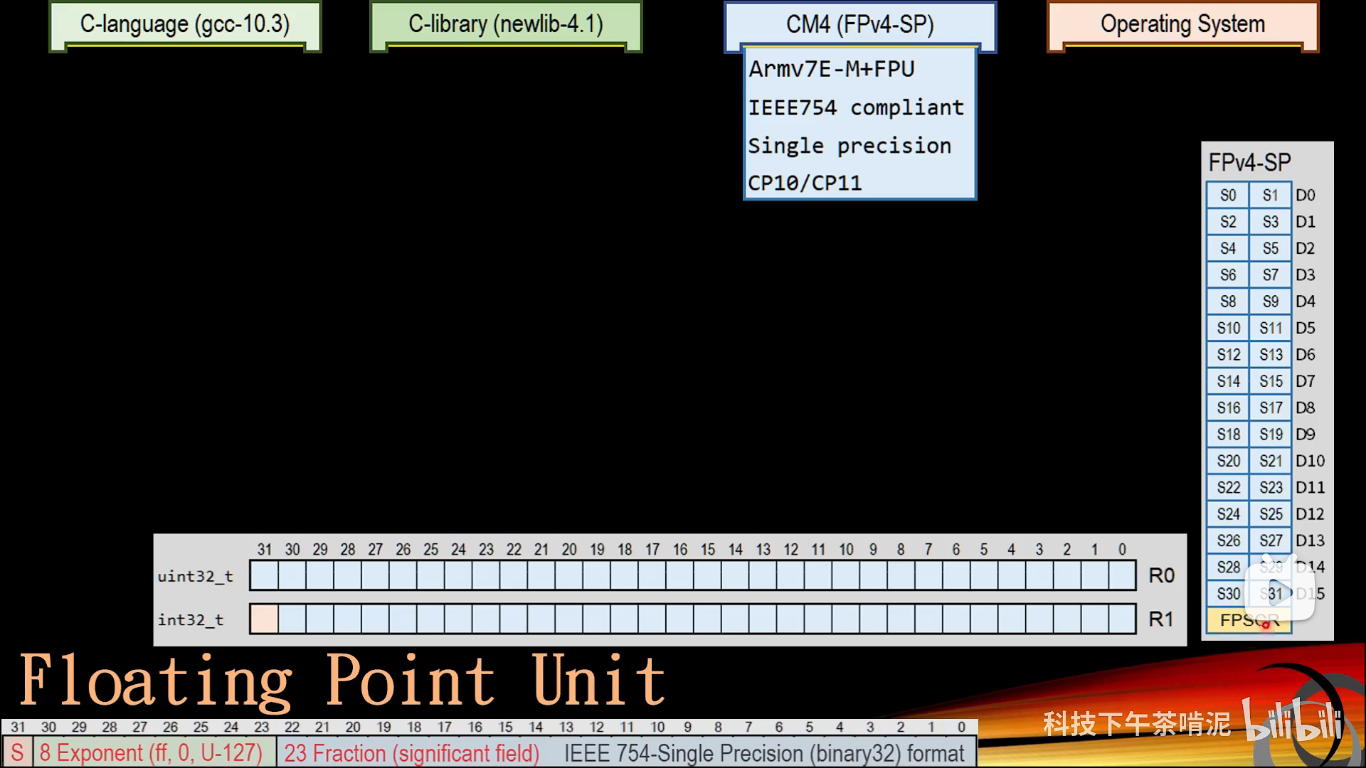 C-language (gcc-10.3) C-library (newlib-4.1) CM4 (FPv4-SP) Operating System
Armv7E-M+FPU
IEEE754 compliant
Single precision
CP10/CP11
FPv4-SP
S0 S1 D0
S2 S3 D1
S4 S5 D2
S6 S7 D3
S8 S9 D4
S10 S11 D5
S12 S13 D6
S14 S15 D7
S16 S17 D8
S18 S19 D9
S20 S21 D10
S22 S23 D11
S24 S25 D12
S26 S27 D13
S28 S29 D14
S30 S31 D15
FPSCR
31 30 29 28 27 26 25 24 23 22 21 20 19 18 17 16 15 14 13 12 11 10 9 8 7 6 5 4 3 2 1 0
uint32_t R0
int32_t R1
Floating Point Unit
31 30 29 28 27 26 25 24 23 22 21 20 19 18 17 16 15 14 13 12 11 10 9 8 7 6 5 4 3 2 1 0
S 8 Exponent (ff, 0, U-127) 23 Fraction (significant field) IEEE 754-Single Precision (binary32) format
科技下午茶啃泥 bilibili